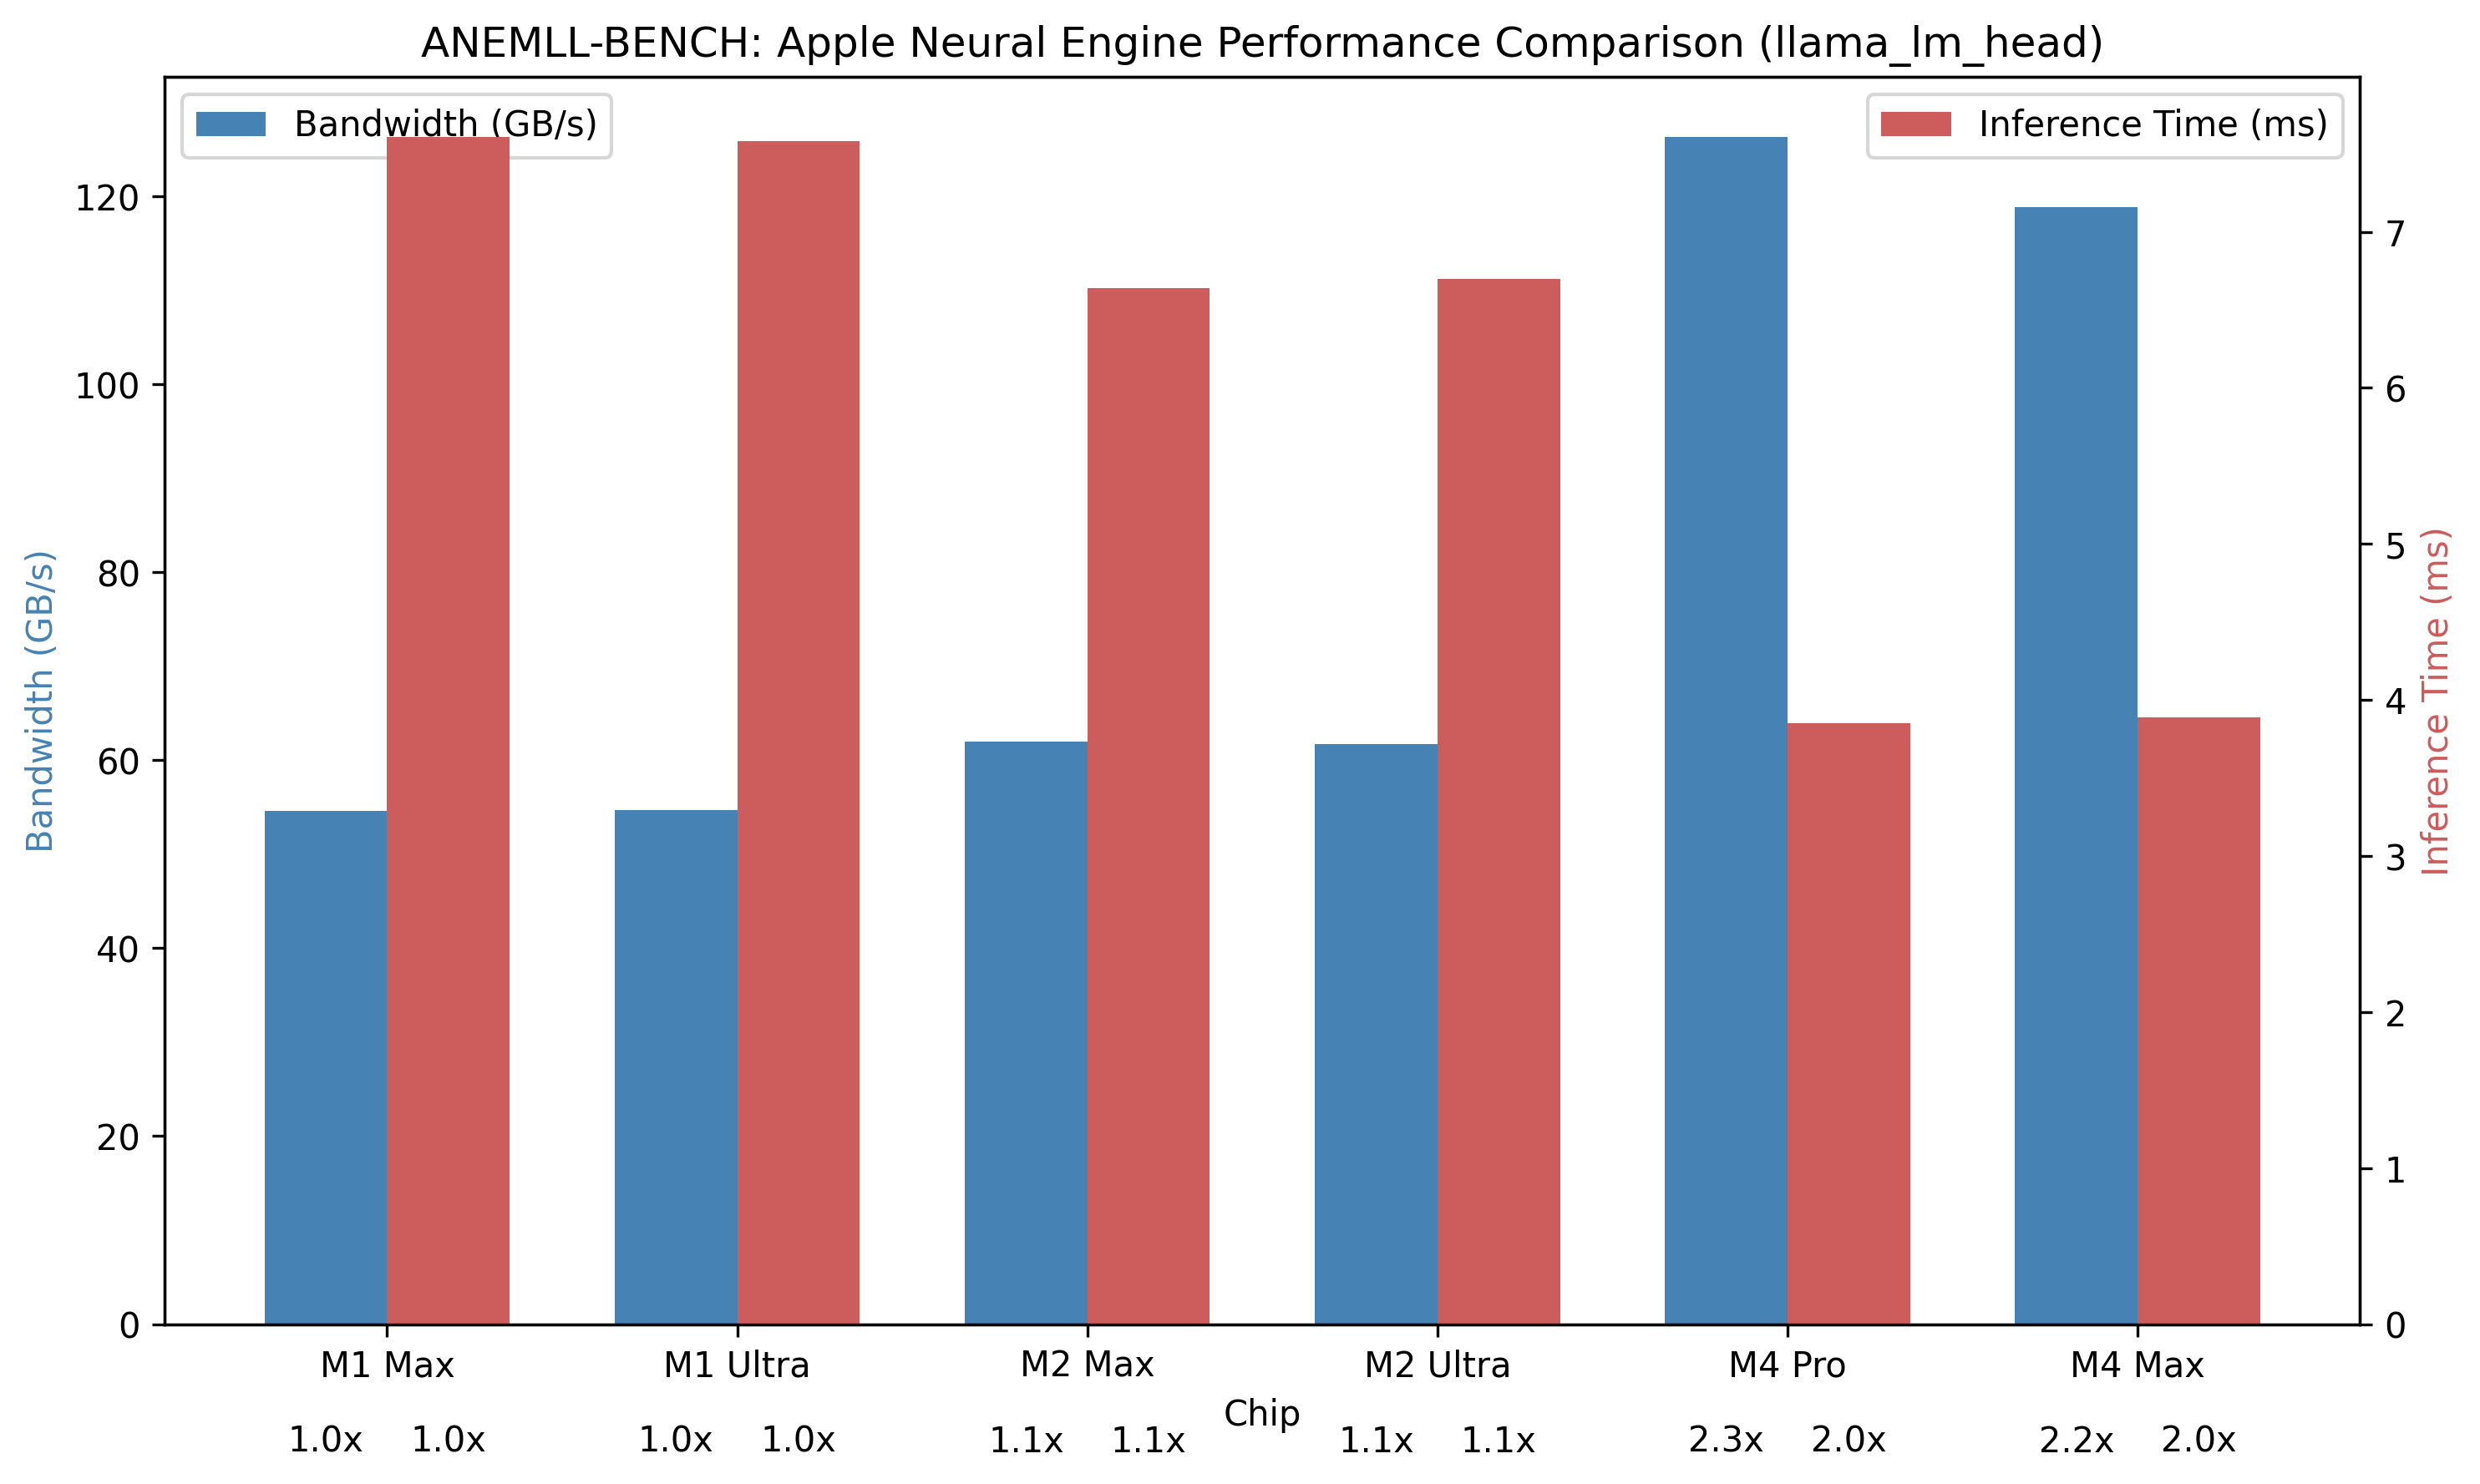 ANEMLL-BENCH: Apple Neural Engine Performance Comparison (llama_lm_head)
Bandwidth (GB/s)
Inference Time (ms)
Bandwidth (GB/s)
120
100
80
60
40
20
0
7
6
5
4
3
2
1
0
Inference Time (ms)
M1 Max M1 Ultra M2 Max M2 Ultra M4 Pro M4 Max
Chip
1.0x 1.0x 1.0x 1.0x 1.1x 1.1x 1.1x 1.1x 2.3x 2.0x 2.2x 2.0x